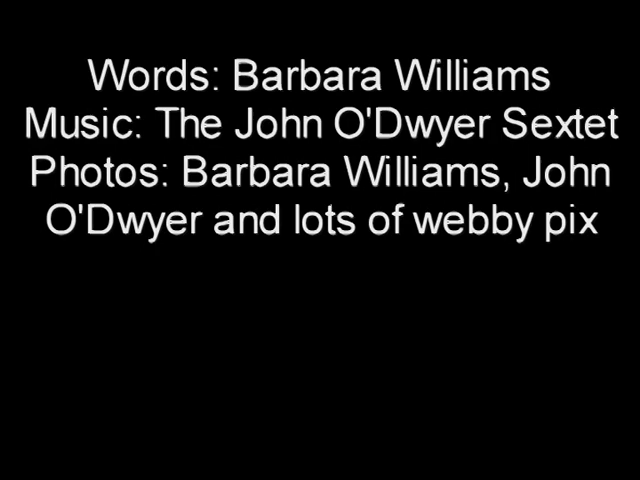 Words: Barbara Williams
Music: The John O'Dwyer Sextet
Photos: Barbara Williams, John
O'Dwyer and lots of webby pix